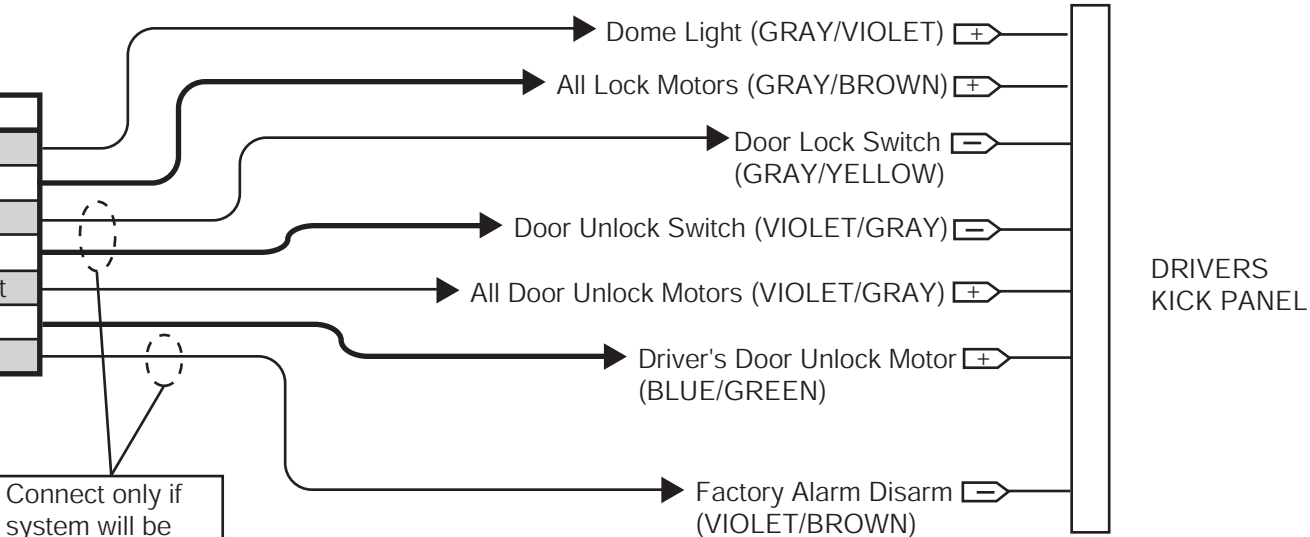 Dome Light (GRAY/VIOLET) +
All Lock Motors (GRAY/BROWN) +
Door Lock Switch −
(GRAY/YELLOW)
Door Unlock Switch (VIOLET/GRAY) −
t
All Door Unlock Motors (VIOLET/GRAY) +
DRIVERS
KICK PANEL
Driver's Door Unlock Motor +
(BLUE/GREEN)
Connect only if
system will be
Factory Alarm Disarm −
(VIOLET/BROWN)